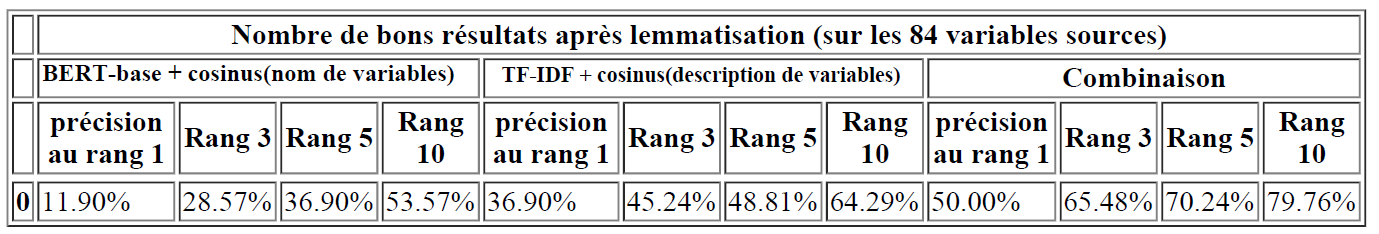 Nombre de bons résultats après lemmatisation (sur les 84 variables sources)
BERT-base + cosinus(nom de variables) TF-IDF + cosinus(description de variables) Combinaison
précision au rang 1 Rang 3 Rang 5 Rang 10 précision au rang 1 Rang 3 Rang 5 Rang 10 précision au rang 1 Rang 3 Rang 5 Rang 10
0 11.90% 28.57% 36.90% 53.57% 36.90% 45.24% 48.81% 64.29% 50.00% 65.48% 70.24% 79.76%